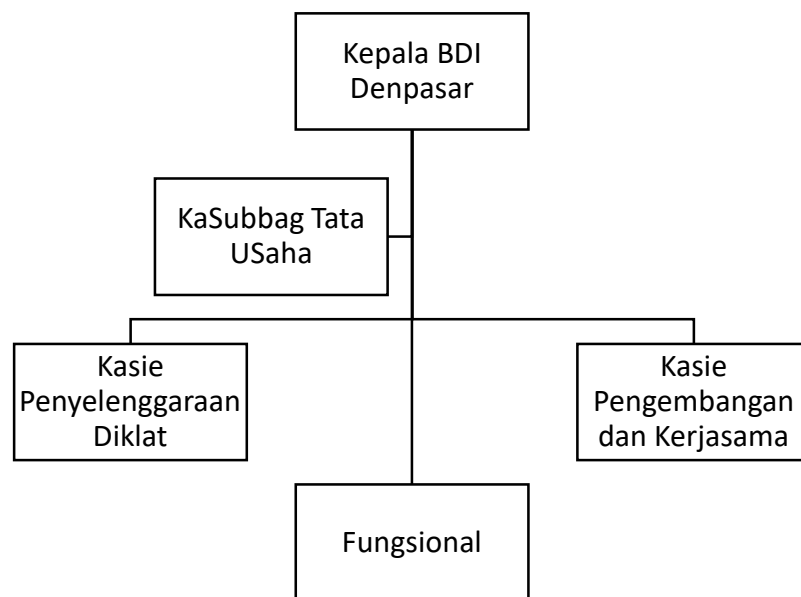 Kepala BDI
Denpasar
KaSubbag Tata
USaha
Kasie
Penyelenggaraan
Diklat
Kasie
Pengembangan
dan Kerjasama
Fungsional